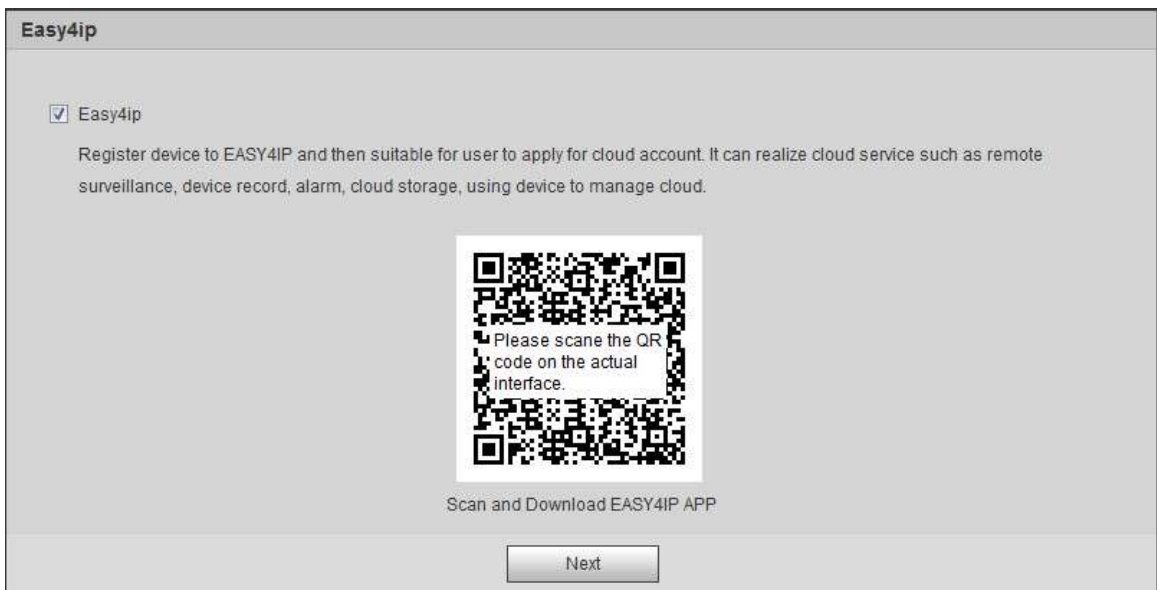 Easy4ip
Easy4ip
Register device to EASY4IP and then suitable for user to apply for cloud account. It can realize cloud service such as remote
surveillance, device record, alarm, cloud storage, using device to manage cloud.
Please scane the QR
code on the actual
interface.
Scan and Download EASY4IP APP
Next